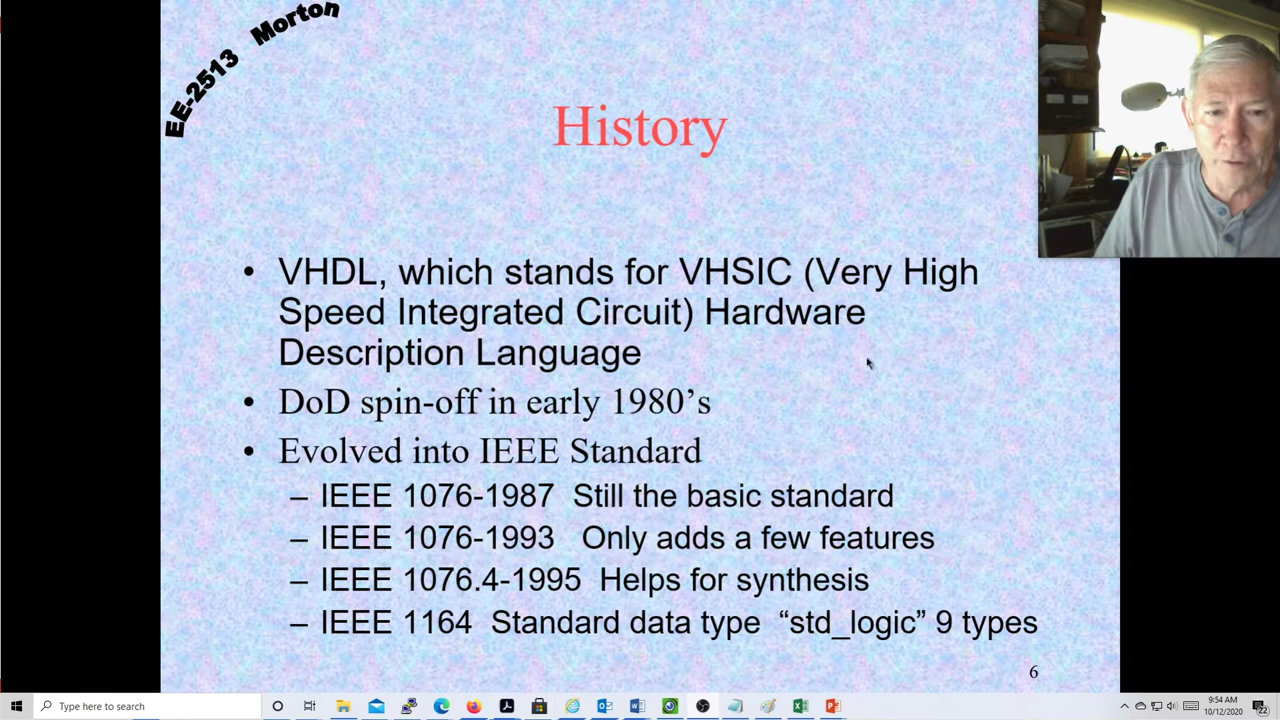 EE-2513 Morton
History
• VHDL, which stands for VHSIC (Very High
Speed Integrated Circuit) Hardware
Description Language
• DoD spin-off in early 1980’s
• Evolved into IEEE Standard
– IEEE 1076-1987 Still the basic standard
– IEEE 1076-1993 Only adds a few features
– IEEE 1076.4-1995 Helps for synthesis
– IEEE 1164 Standard data type “std_logic” 9 types
6
Type here to search
9:54 AM
10/12/2020
22